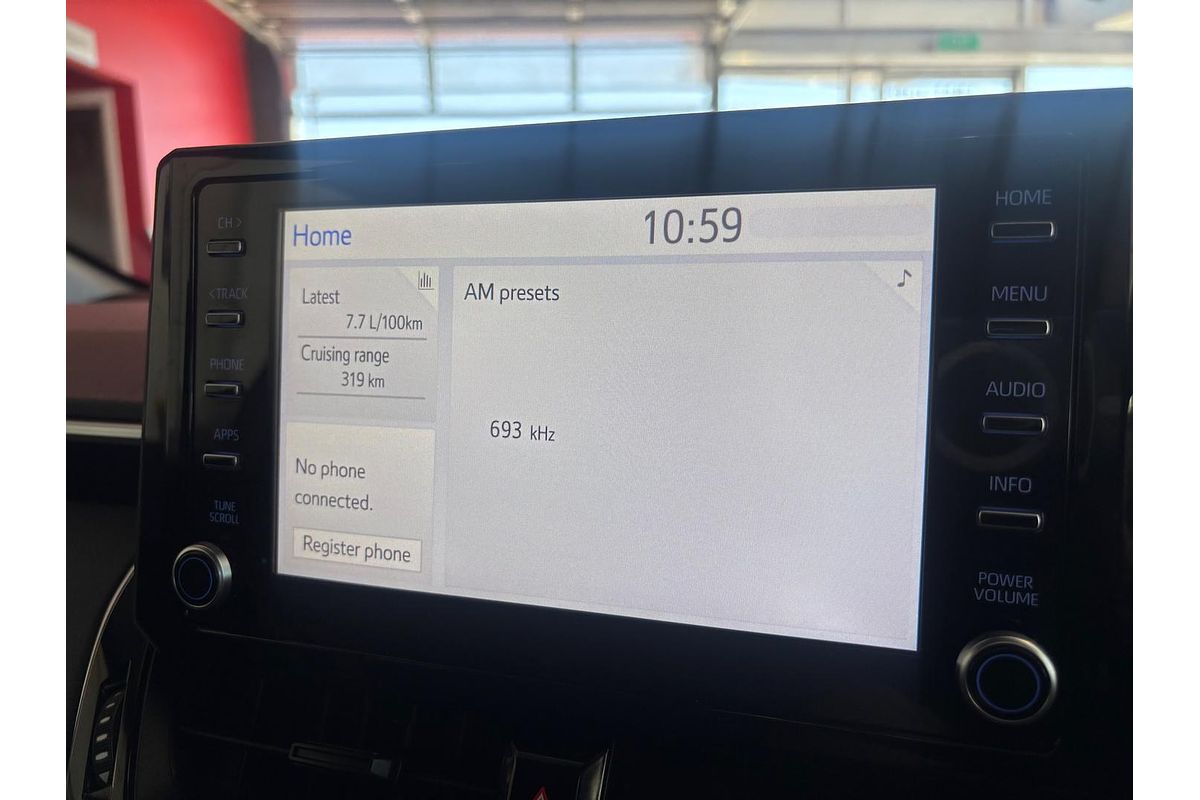 CH >
< TRACK
PHONE
APPS
TUNE
SCROLL
Home
10:59
Latest
7.7 L/100km
Cruising range
319 km
No phone
connected.
Register phone
AM presets
693 kHz
HOME
MENU
AUDIO
INFO
POWER
VOLUME